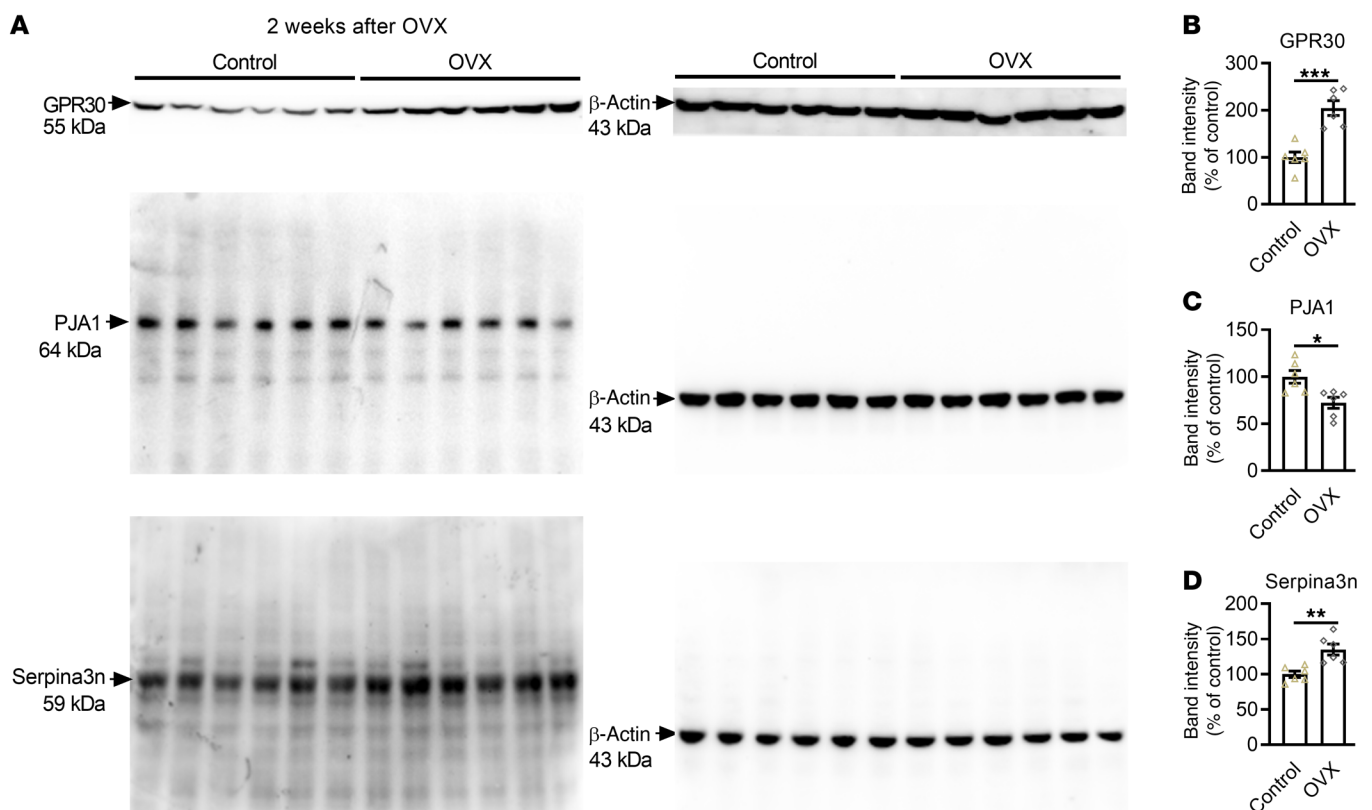 A
2 weeks after OVX
Control
OVX
GPR30
55 kDa
Control
OVX
β-Actin
43 kDa
PJA1
64 kDa
β-Actin
43 kDa
Serpina3n
59 kDa
β-Actin
43 kDa
B
GPR30
***
300
200
100
0
Band intensity
(% of control)
Control
OVX
C
PJA1
*
150
100
50
0
Band intensity
(% of control)
Control
OVX
D
Serpina3n
**
200
150
100
50
0
Band intensity
(% of control)
Control
OVX